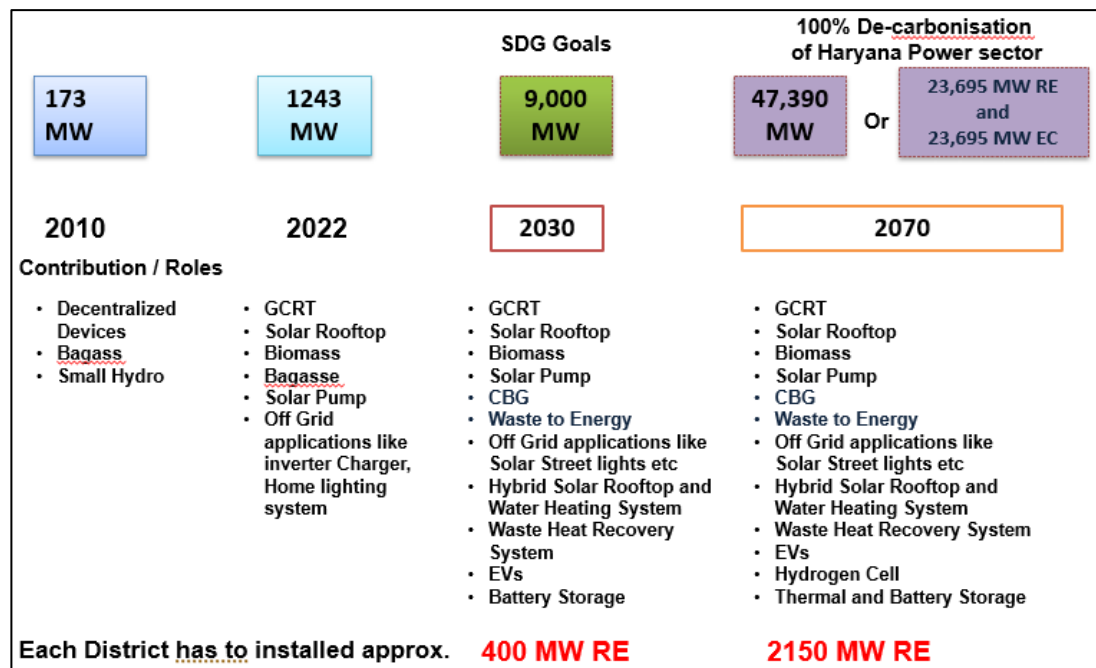 SDG Goals
100% De-carbonisation
of Haryana Power sector
173
MW
1243
MW
9,000
MW
47,390
MW
Or
23,695 MW RE
and
23,695 MW EC
2010
2022
2030
2070
Contribution / Roles
• Decentralized
Devices
• Bagass
• Small Hydro
• GCRT
• Solar Rooftop
• Biomass
• Bagasse
• Solar Pump
• Off Grid
applications like
inverter Charger,
Home lighting
system
• GCRT
• Solar Rooftop
• Biomass
• Solar Pump
• CBG
• Waste to Energy
• Off Grid applications like
Solar Street lights etc
• Hybrid Solar Rooftop and
Water Heating System
• Waste Heat Recovery
System
• EVs
• Battery Storage
• GCRT
• Solar Rooftop
• Biomass
• Solar Pump
• CBG
• Waste to Energy
• Off Grid applications like
Solar Street lights etc
• Hybrid Solar Rooftop and
Water Heating System
• Waste Heat Recovery System
• EVs
• Hydrogen Cell
• Thermal and Battery Storage
Each District has to installed approx. 400 MW RE 2150 MW RE